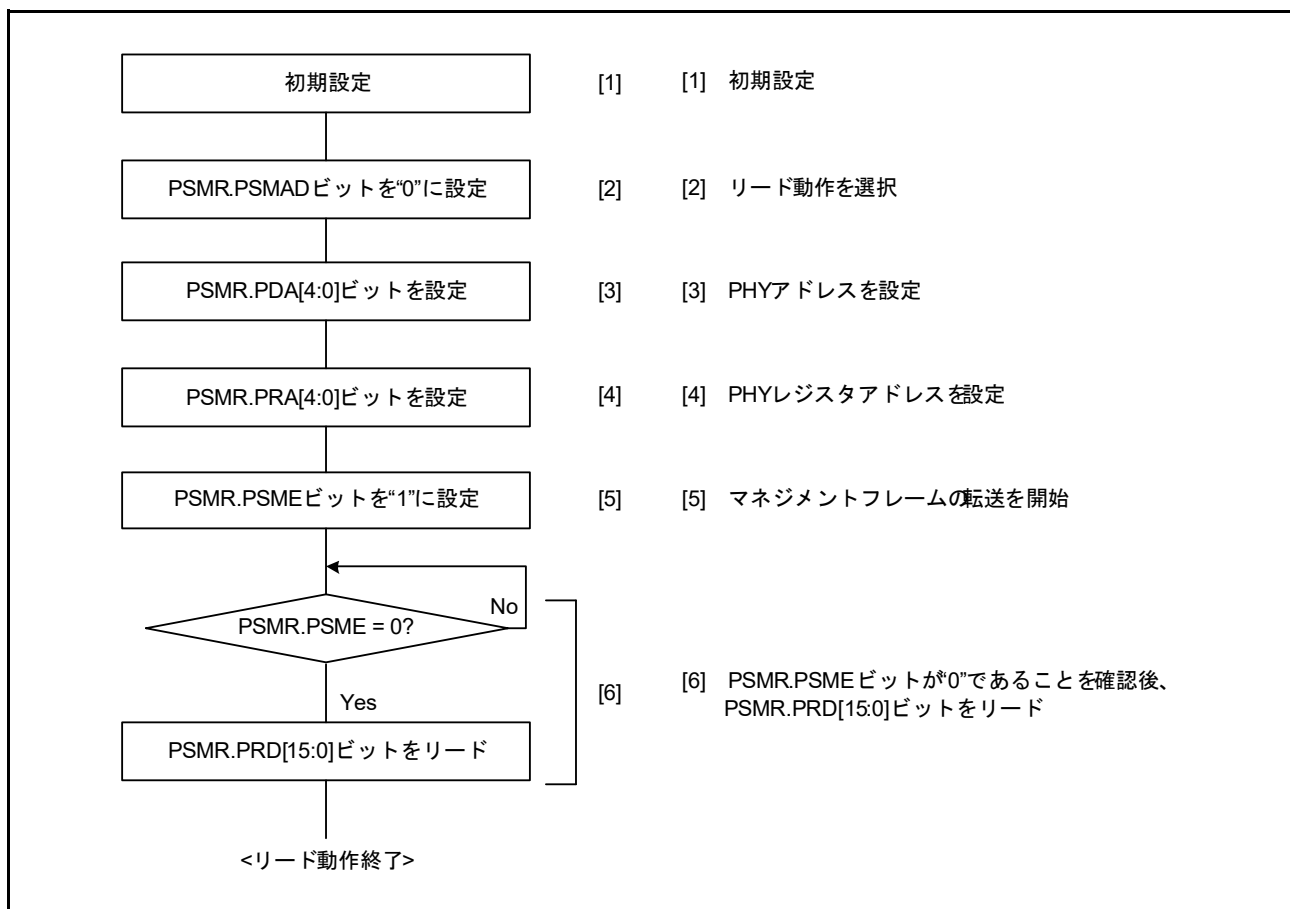 初期設定 [1] [1] 初期設定
PSMR.PSMADビットを“0”に設定 [2] [2] リード動作を選択
PSMR.PDA[4:0]ビットを設定 [3] [3] PHYアドレスを設定
PSMR.PRA[4:0]ビットを設定 [4] [4] PHYレジスタアドレスを設定
PSMR.PSMEビットを“1”に設定 [5] [5] マネジメントフレームの転送を開始
No
PSMR.PSME = 0?
[6] [6] PSMR.PSMEビットが“0”であることを確認後、
PSMR.PRD[15:0]ビットをリード
Yes
PSMR.PRD[15:0]ビットをリード
<リード動作終了>